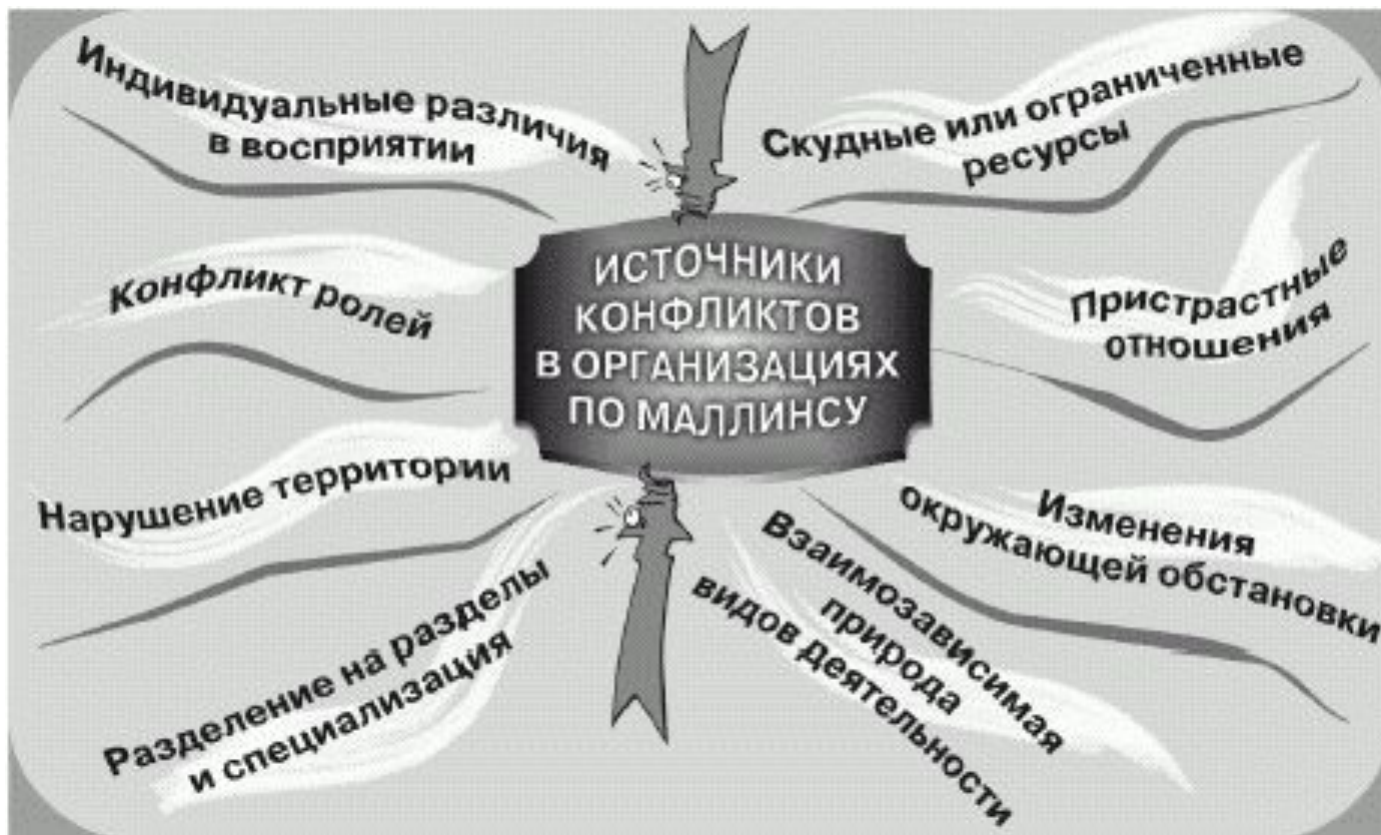 Индивидуальные различия
в восприятии
Скудные или ограниченные
ресурсы
Конфликт ролей
ИСТОЧНИКИ
КОНФЛИКТОВ
В ОРГАНИЗАЦИЯХ
ПО МАЛЛИНСУ
Пристрастные
отношения
Нарушение территории
Изменения
окружающей обстановки
Разделение на разделы
и специализация
Взаимозависимая
природа
видов деятельности